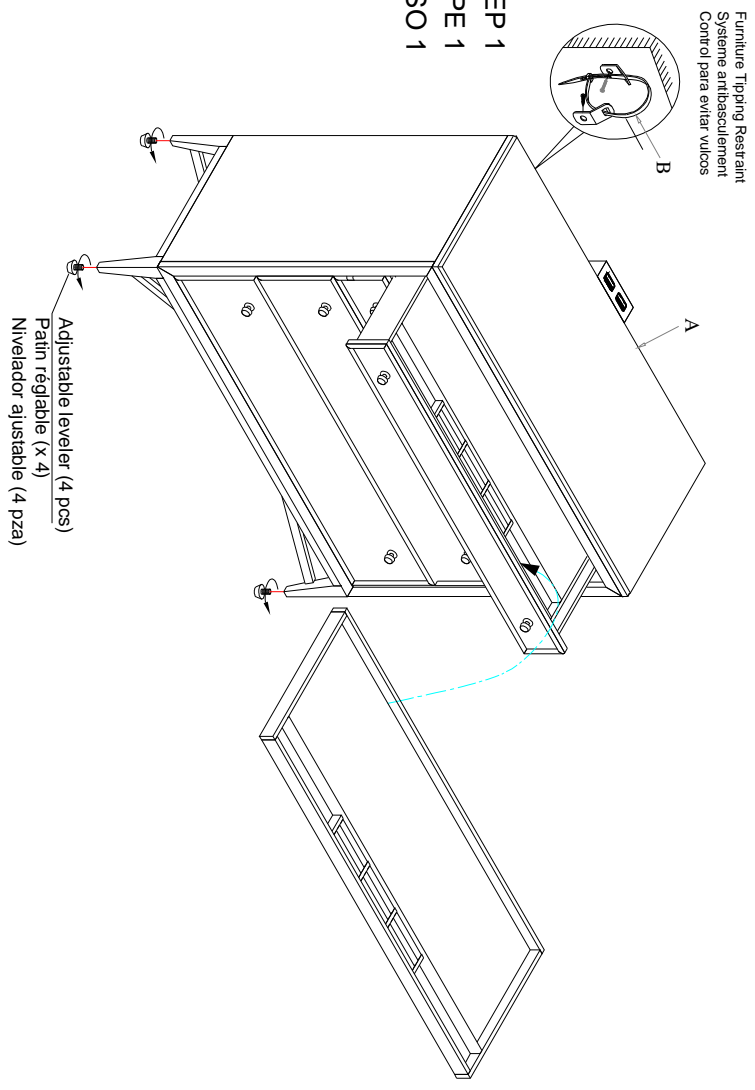 Furniture Tipping Restraint
Systeme antibasculement
Control para evitar vulcos
B
A
EP 1
PE 1
SO 1
Adjustable leveler (4 pcs)
Patin réglable (x 4)
Nivelador ajustable (4 pza)